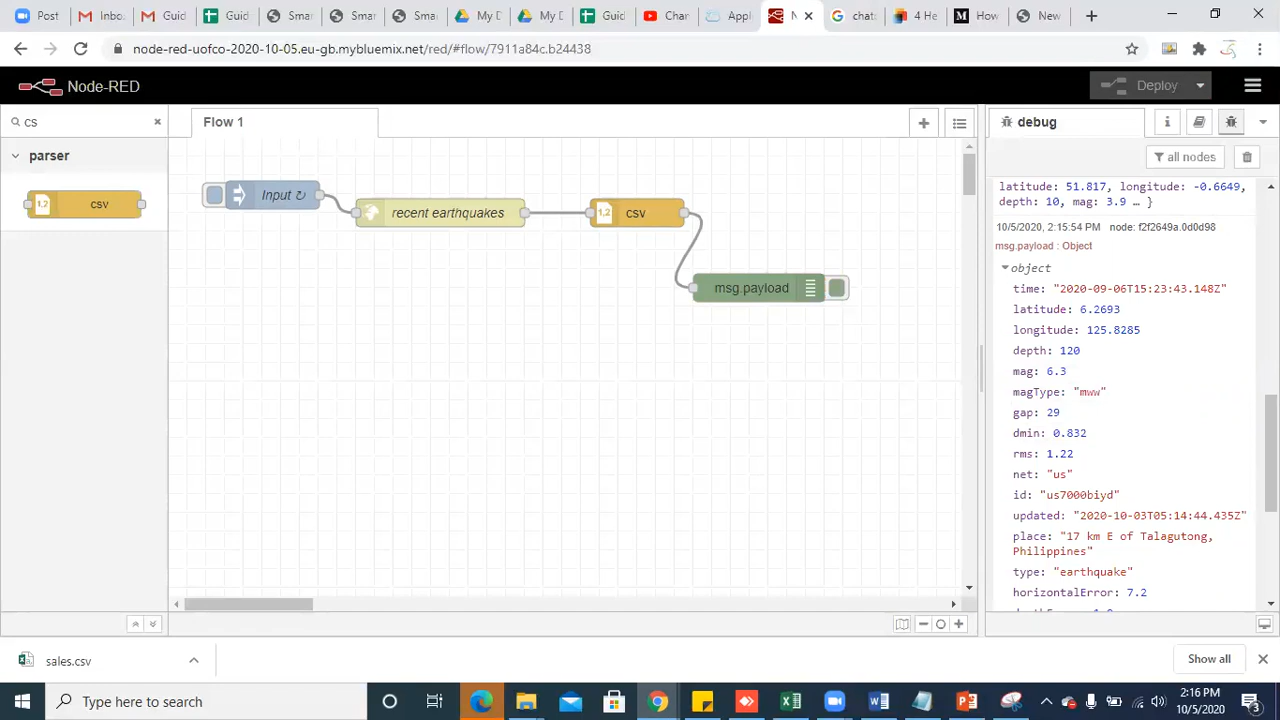 M
Guid
Guid
Smar
Smar
Smar
My D
My D
Guid
Char
Appl
N
chats
4 He
How
New
node-red-uofco-2020-10-05.eu-gb.mybluemix.net/red/#flow/7911a84c.b24438
Node-RED
Deploy
cs
Flow 1
debug
i
parser
all nodes
csv
Input ↻
recent earthquakes
csv
msg.payload
latitude: 51.817, longitude: -0.6649,
depth: 10, mag: 3.9 … }
10/5/2020, 2:15:54 PM node: f2f2649a.0d0d98
msg.payload : Object
object
time: "2020-09-06T15:23:43.148Z"
latitude: 6.2693
longitude: 125.8285
depth: 120
mag: 6.3
magType: "mww"
gap: 29
dmin: 0.832
rms: 1.22
net: "us"
id: "us7000biyd"
updated: "2020-10-03T05:14:44.435Z"
place: "17 km E of Talagutong,
Philippines"
type: "earthquake"
horizontalError: 7.2
sales.csv
Show all
Type here to search
2:16 PM
10/5/2020
3